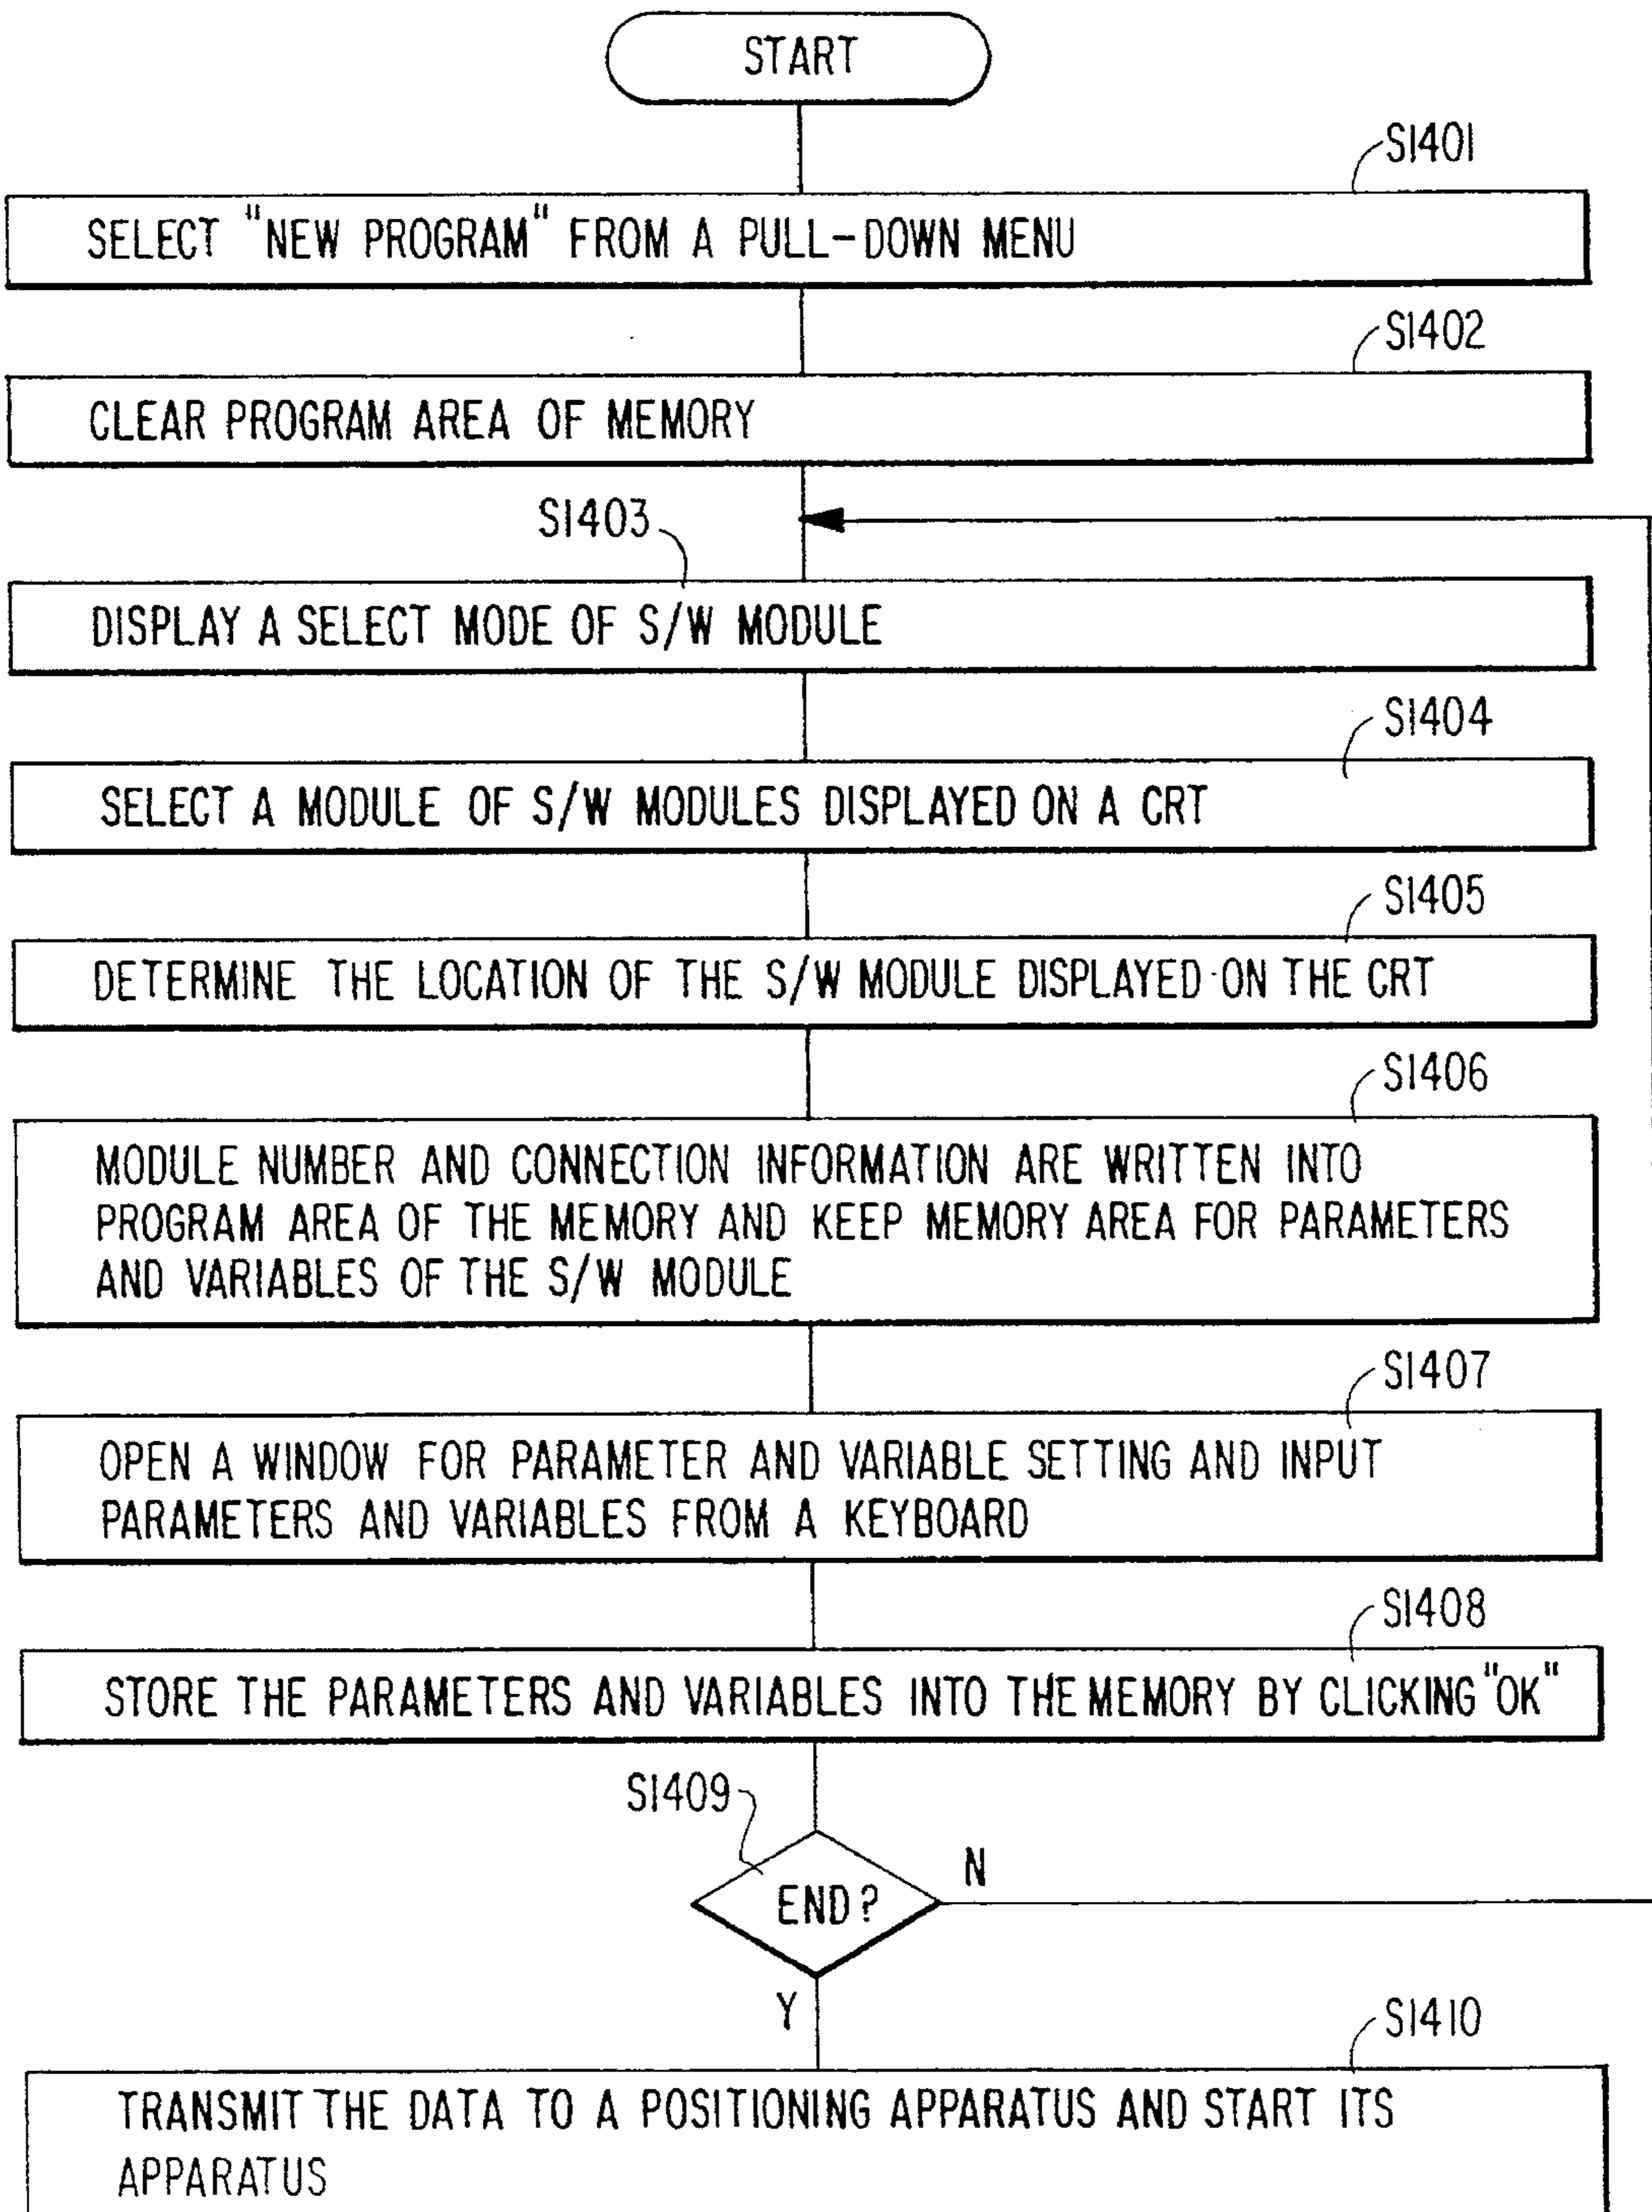 START
S1401
SELECT "NEW PROGRAM" FROM A PULL-DOWN MENU
S1402
CLEAR PROGRAM AREA OF MEMORY
S1403
DISPLAY A SELECT MODE OF S/W MODULE
S1404
SELECT A MODULE OF S/W MODULES DISPLAYED ON A CRT
S1405
DETERMINE THE LOCATION OF THE S/W MODULE DISPLAYED ON THE CRT
S1406
MODULE NUMBER AND CONNECTION INFORMATION ARE WRITTEN INTO
PROGRAM AREA OF THE MEMORY AND KEEP MEMORY AREA FOR PARAMETERS
AND VARIABLES OF THE S/W MODULE
S1407
OPEN A WINDOW FOR PARAMETER AND VARIABLE SETTING AND INPUT
PARAMETERS AND VARIABLES FROM A KEYBOARD
S1408
STORE THE PARAMETERS AND VARIABLES INTO THE MEMORY BY CLICKING "OK"
S1409
END?
N
Y
S1410
TRANSMIT THE DATA TO A POSITIONING APPARATUS AND START ITS
APPARATUS